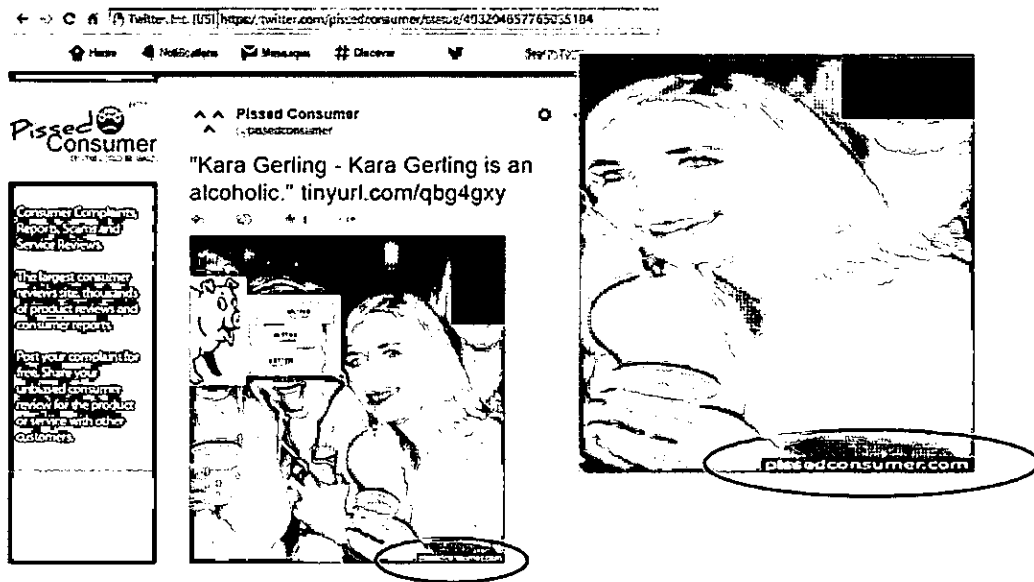 Twitter, Inc. [US] https://twitter.com/pissedconsumer/status/
Home Notifications Messages # Discover
Pissed Consumer
Pissed Consumer
@pissedconsumer
"Kara Gerling - Kara Gerling is an
alcoholic." tinyurl.com/qbg4gxy
Consumer Complaints,
Reports, Scams and
Service Reviews.
The largest consumer
reviews site, thousands
of product reviews and
consumer reports.
Post your complaint for
free. Share your
unbiased consumer
review for the product
or service with other
customers.
BUTTER
BUTTER
pissedconsumer.com